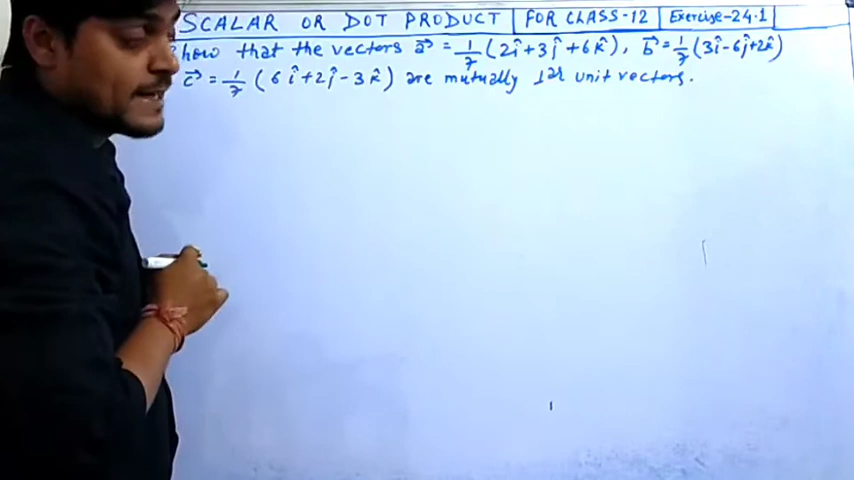 SCALAR OR DOT PRODUCT | FOR CLASS-12 | Exercise-24.1
Show that the vectors a⃗ = 1/7 (2î+3ĵ+6k̂), b⃗ = 1/7 (3î-6ĵ+2k̂)
c⃗ = 1/7 (6î+2ĵ-3k̂) are mutually ⊥ar unit vectors.